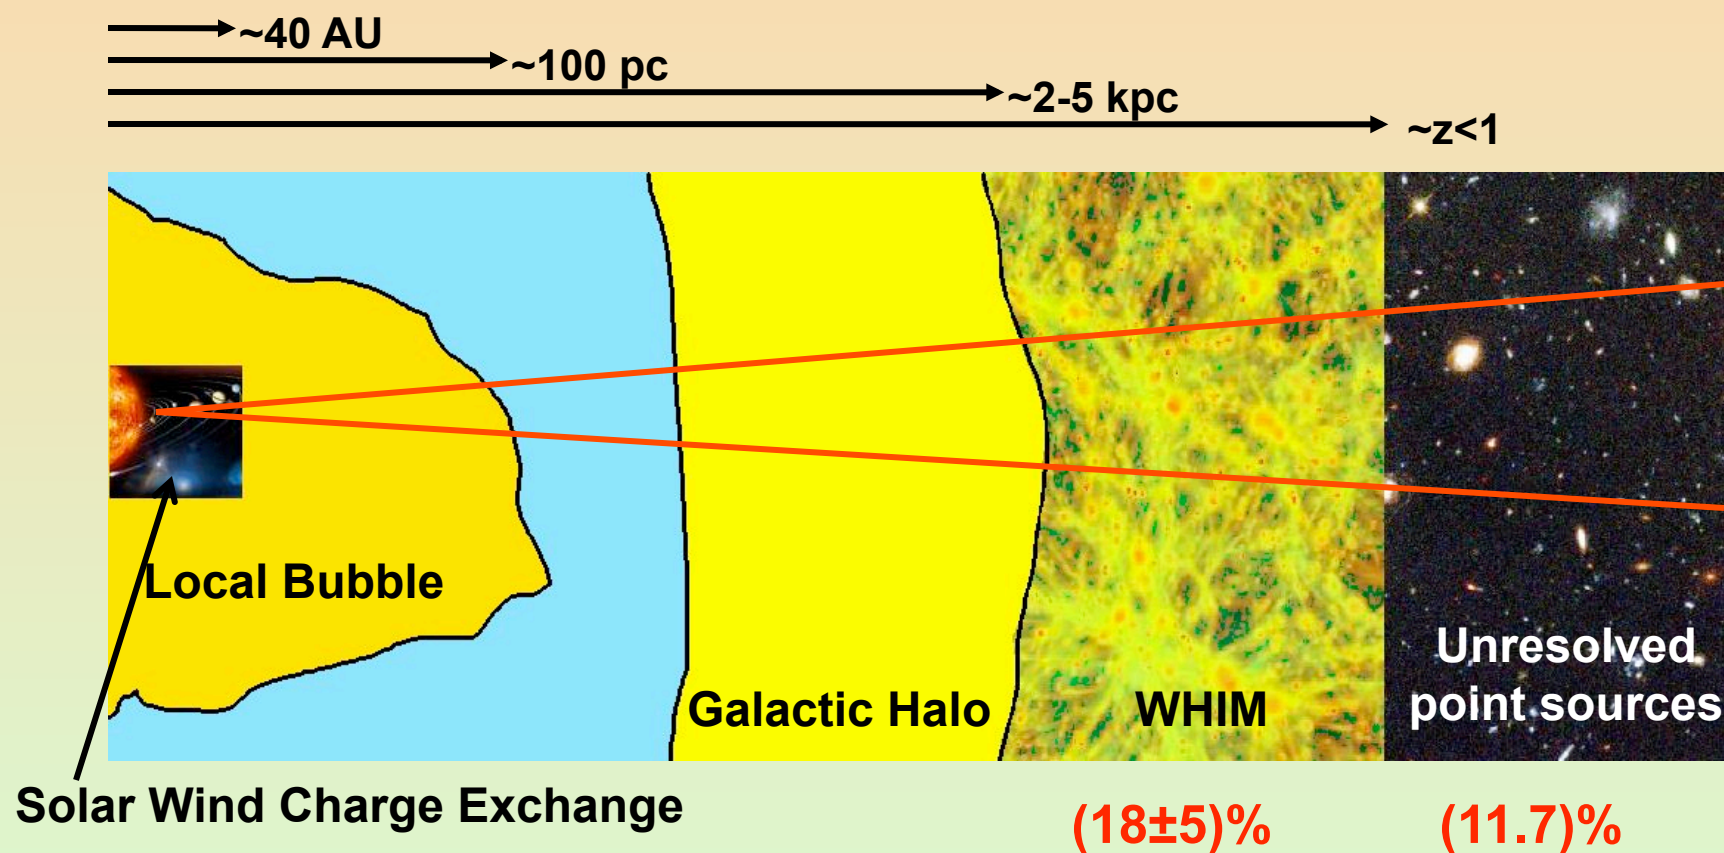 ~40 AU
~100 pc
~2-5 kpc
~z<1
Local Bubble
Galactic Halo
WHIM
Unresolved
point sources
Solar Wind Charge Exchange
(18±5)%
(11.7)%